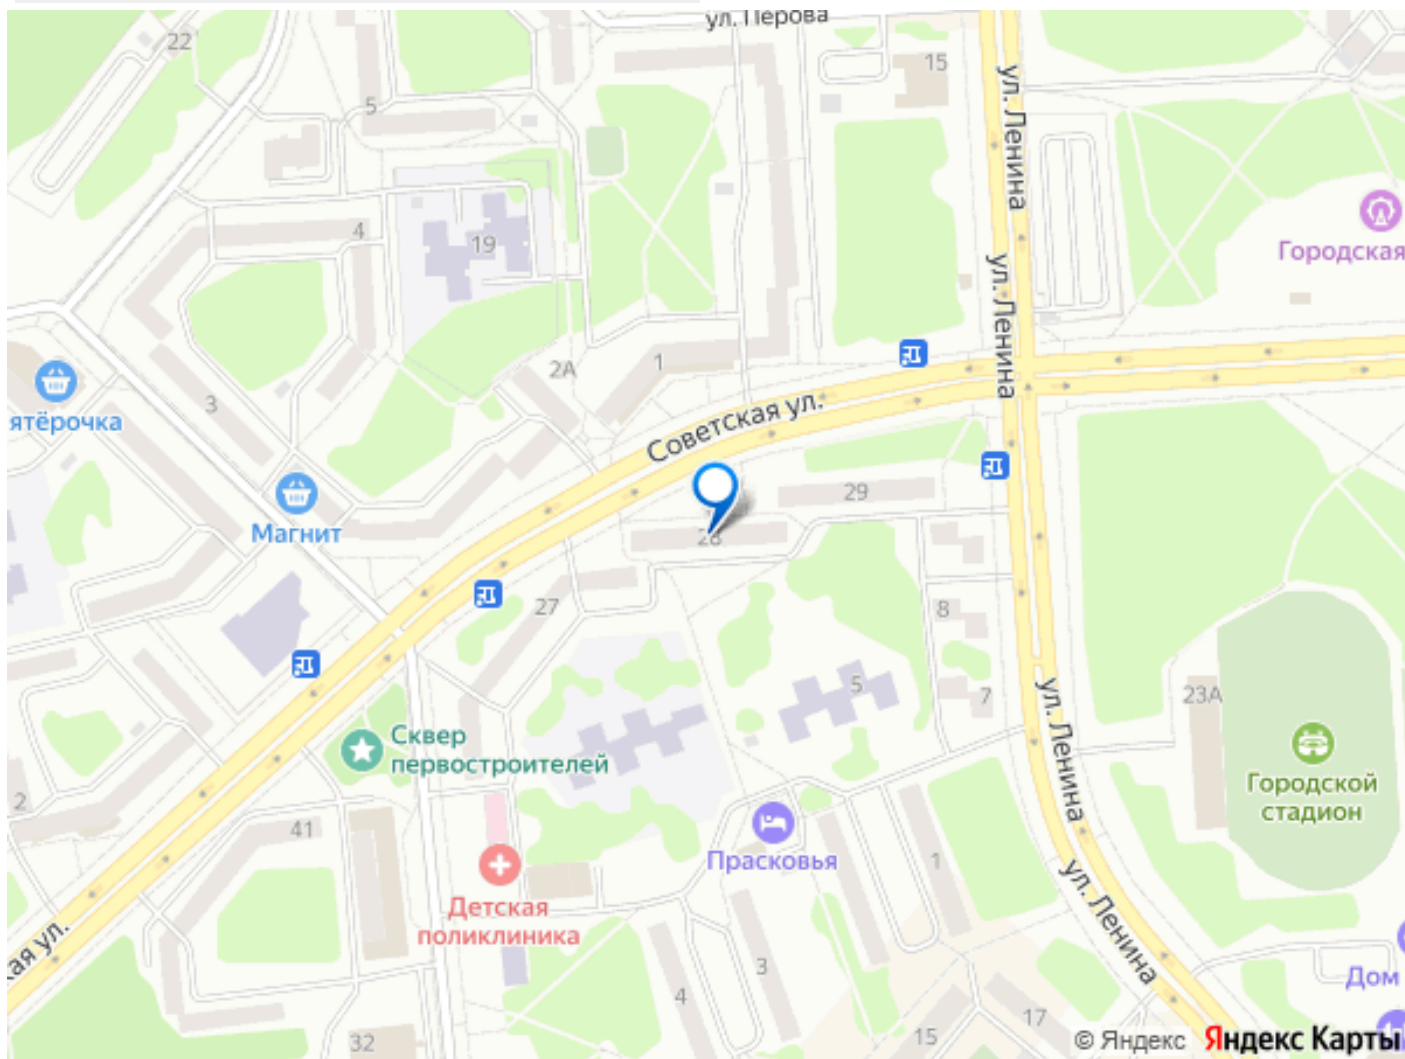 ул. Перова
22
15
5
ул. Ленина
4
19
Городская
ул. Ленина
2А
1
3
ятёрочка
Советская ул.
29
Магнит
28
27
8
5
7
ул. Ленина
23А
Сквер
первостроителей
Городской
стадион
2
41
Прасковья
1
Детская
поликлиника
ул. Ленина
кая ул.
3
4
Дом
32
15
17
© Яндекс Яндекс Карты